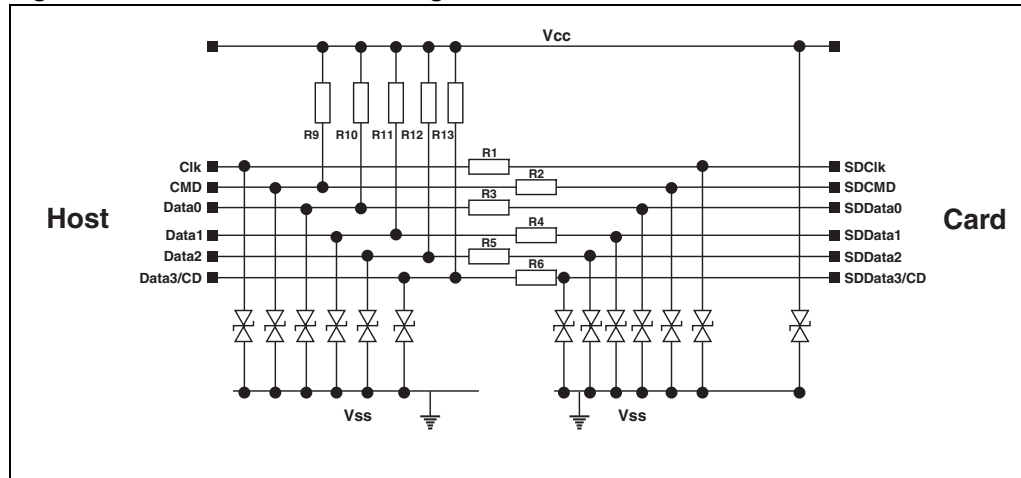 Vcc
R9 R10 R11 R12 R13
Clk R1 SDClk
CMD R2 SDCMD
Data0 R3 SDData0
Host Card
Data1 R4 SDData1
Data2 R5 SDData2
Data3/CD R6 SDData3/CD
Vss Vss